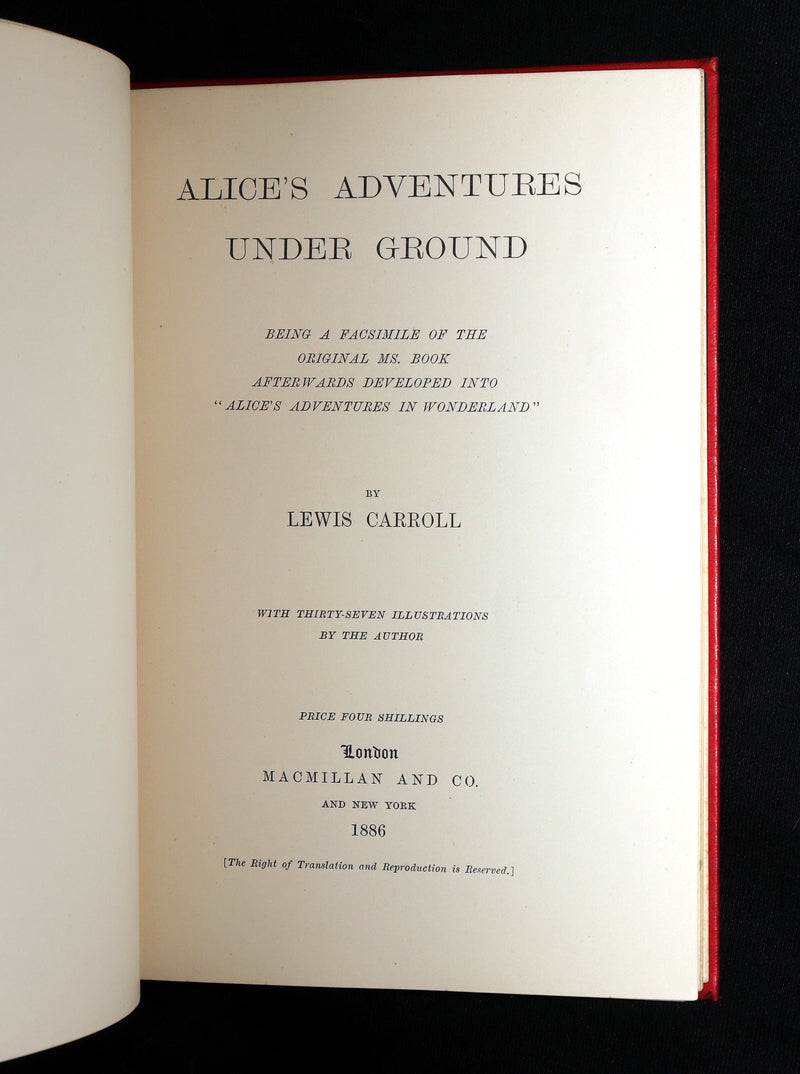 ALICE'S ADVENTURES
UNDER GROUND
BEING A FACSIMILE OF THE
ORIGINAL MS. BOOK
AFTERWARDS DEVELOPED INTO
"ALICE'S ADVENTURES IN WONDERLAND"
BY
LEWIS CARROLL
WITH THIRTY-SEVEN ILLUSTRATIONS
BY THE AUTHOR
PRICE FOUR SHILLINGS
London
MACMILLAN AND CO.
AND NEW YORK
1886
[The Right of Translation and Reproduction is Reserved.]